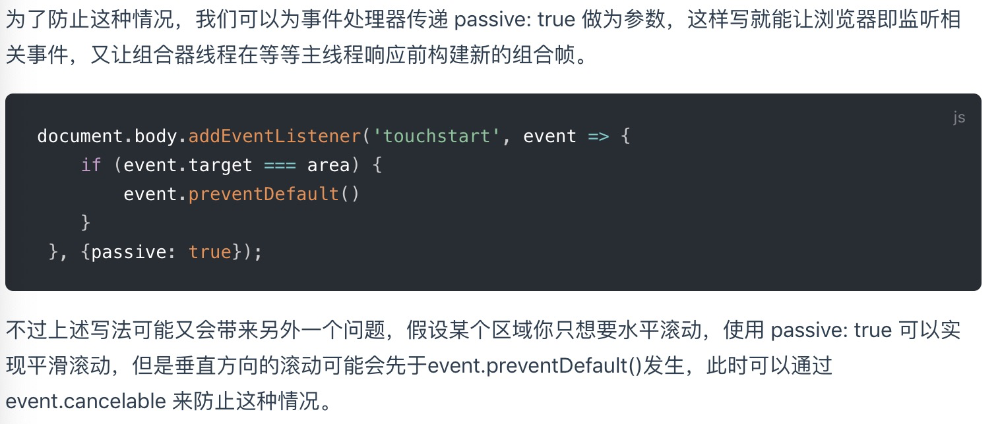 为了防止这种情况，我们可以为事件处理器传递 passive: true 做为参数，这样写就能让浏览器即监听相
关事件，又让组合器线程在等等主线程响应前构建新的组合帧。
js
document.body.addEventListener('touchstart', event => {
    if (event.target === area) {
        event.preventDefault()
    }
 }, {passive: true});
不过上述写法可能又会带来另外一个问题，假设某个区域你只想要水平滚动，使用 passive: true 可以实
现平滑滚动，但是垂直方向的滚动可能会先于event.preventDefault()发生，此时可以通过
event.cancelable 来防止这种情况。